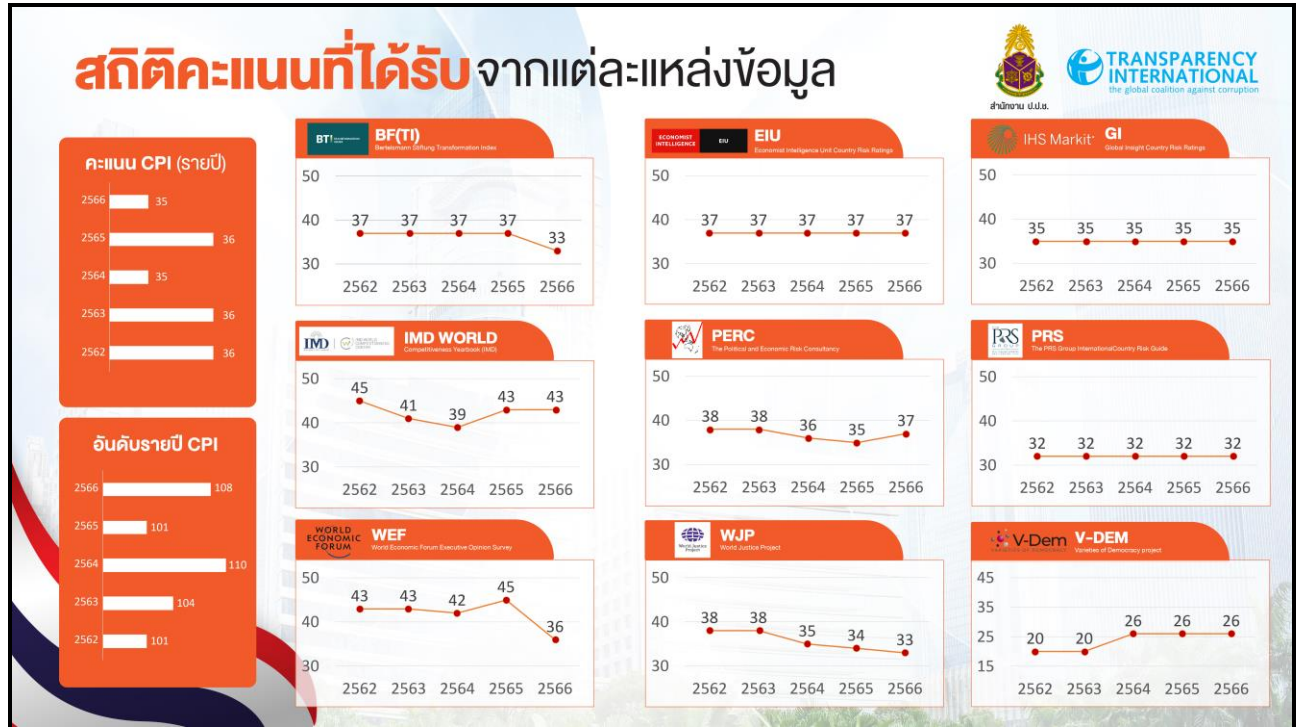 สถิติคะแนนที่ได้รับ จากแต่ละแหล่งข้อมูล
สำนักงาน ป.ป.ช.
TRANSPARENCY
INTERNATIONAL
the global coalition against corruption
คะแนน CPI (รายปี)
2566 35
2565 36
2564 35
2563 36
2562 36
อันดับรายปี CPI
2566 108
2565 101
2564 110
2563 104
2562 101
BTI
BF(TI)
Bertelsmann Stiftung Transformation Index
50
40
30
37 37 37 37 33
2562 2563 2564 2565 2566
ECONOMIST
INTELLIGENCE
EIU
EIU
Economist Intelligence Unit Country Risk Ratings
50
40
30
37 37 37 37 37
2562 2563 2564 2565 2566
IHS Markit
GI
Global Insight Country Risk Ratings
50
40
30
35 35 35 35 35
2562 2563 2564 2565 2566
IMD
IMD WORLD
Competitiveness Yearbook (IMD)
50
40
30
45 41 39 43 43
2562 2563 2564 2565 2566
PERC
The Political and Economic Risk Consultancy
50
40
30
38 38 36 35 37
2562 2563 2564 2565 2566
PRS
GROUP
PRS
The PRS Group InternationalCountry Risk Guide
50
40
30
32 32 32 32 32
2562 2563 2564 2565 2566
WORLD
ECONOMIC
FORUM
WEF
World Economic Forum Executive Opinion Survey
50
40
30
43 43 42 45 36
2562 2563 2564 2565 2566
World Justice
Project
WJP
World Justice Project
50
40
30
38 38 35 34 33
2562 2563 2564 2565 2566
V-Dem
VARIETIES OF DEMOCRACY
V-DEM
Varieties of Democracy project
45
35
25
15
20 20 26 26 26
2562 2563 2564 2565 2566